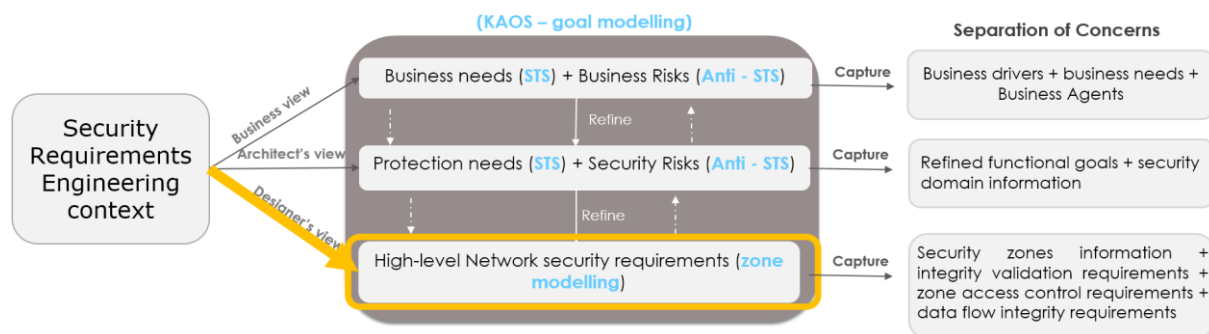 (KAOS – goal modelling)
Separation of Concerns
Security
Requirements
Engineering
context
Business view
Architect's view
Designer's view
Business needs (STS) + Business Risks (Anti - STS)
Refine
Protection needs (STS) + Security Risks (Anti - STS)
Refine
High-level Network security requirements (zone
modelling)
Capture
Capture
Capture
Business drivers + business needs +
Business Agents
Refined functional goals + security
domain information
Security zones information +
integrity validation requirements +
zone access control requirements +
data flow integrity requirements